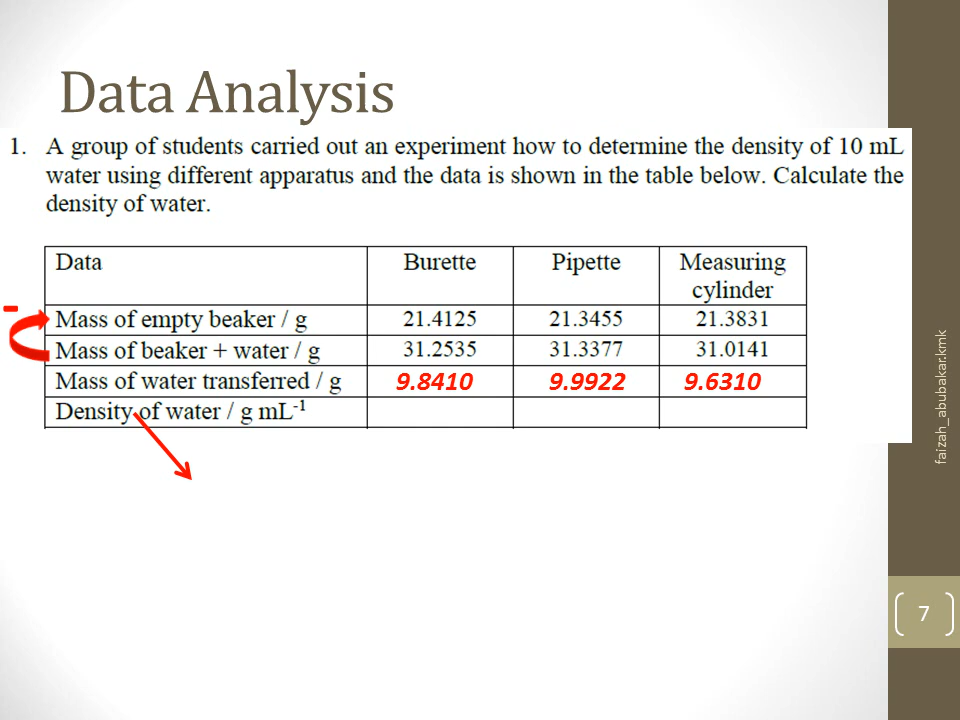 Data Analysis
1. A group of students carried out an experiment how to determine the density of 10 mL
water using different apparatus and the data is shown in the table below. Calculate the
density of water.
Data Burette Pipette Measuring
cylinder
-
Mass of empty beaker / g 21.4125 21.3455 21.3831
Mass of beaker + water / g 31.2535 31.3377 31.0141
Mass of water transferred / g 9.8410 9.9922 9.6310
Density of water / g mL⁻¹
faizah_abubakar.kmk
7